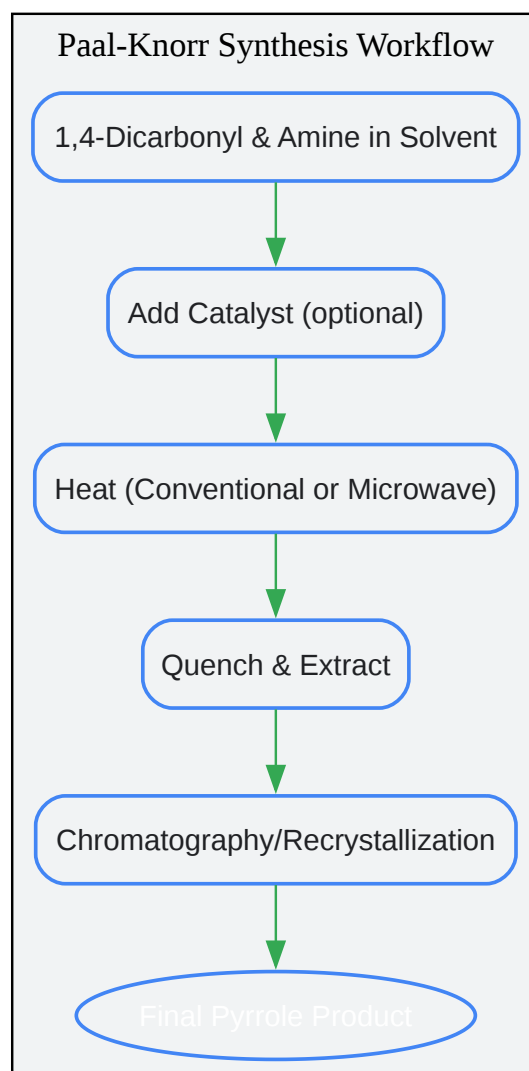 Paal-Knorr Synthesis Workflow
1,4-Dicarbonyl & Amine in Solvent
Add Catalyst (optional)
Heat (Conventional or Microwave)
Quench & Extract
Chromatography/Recrystallization
Final Pyrrole Product